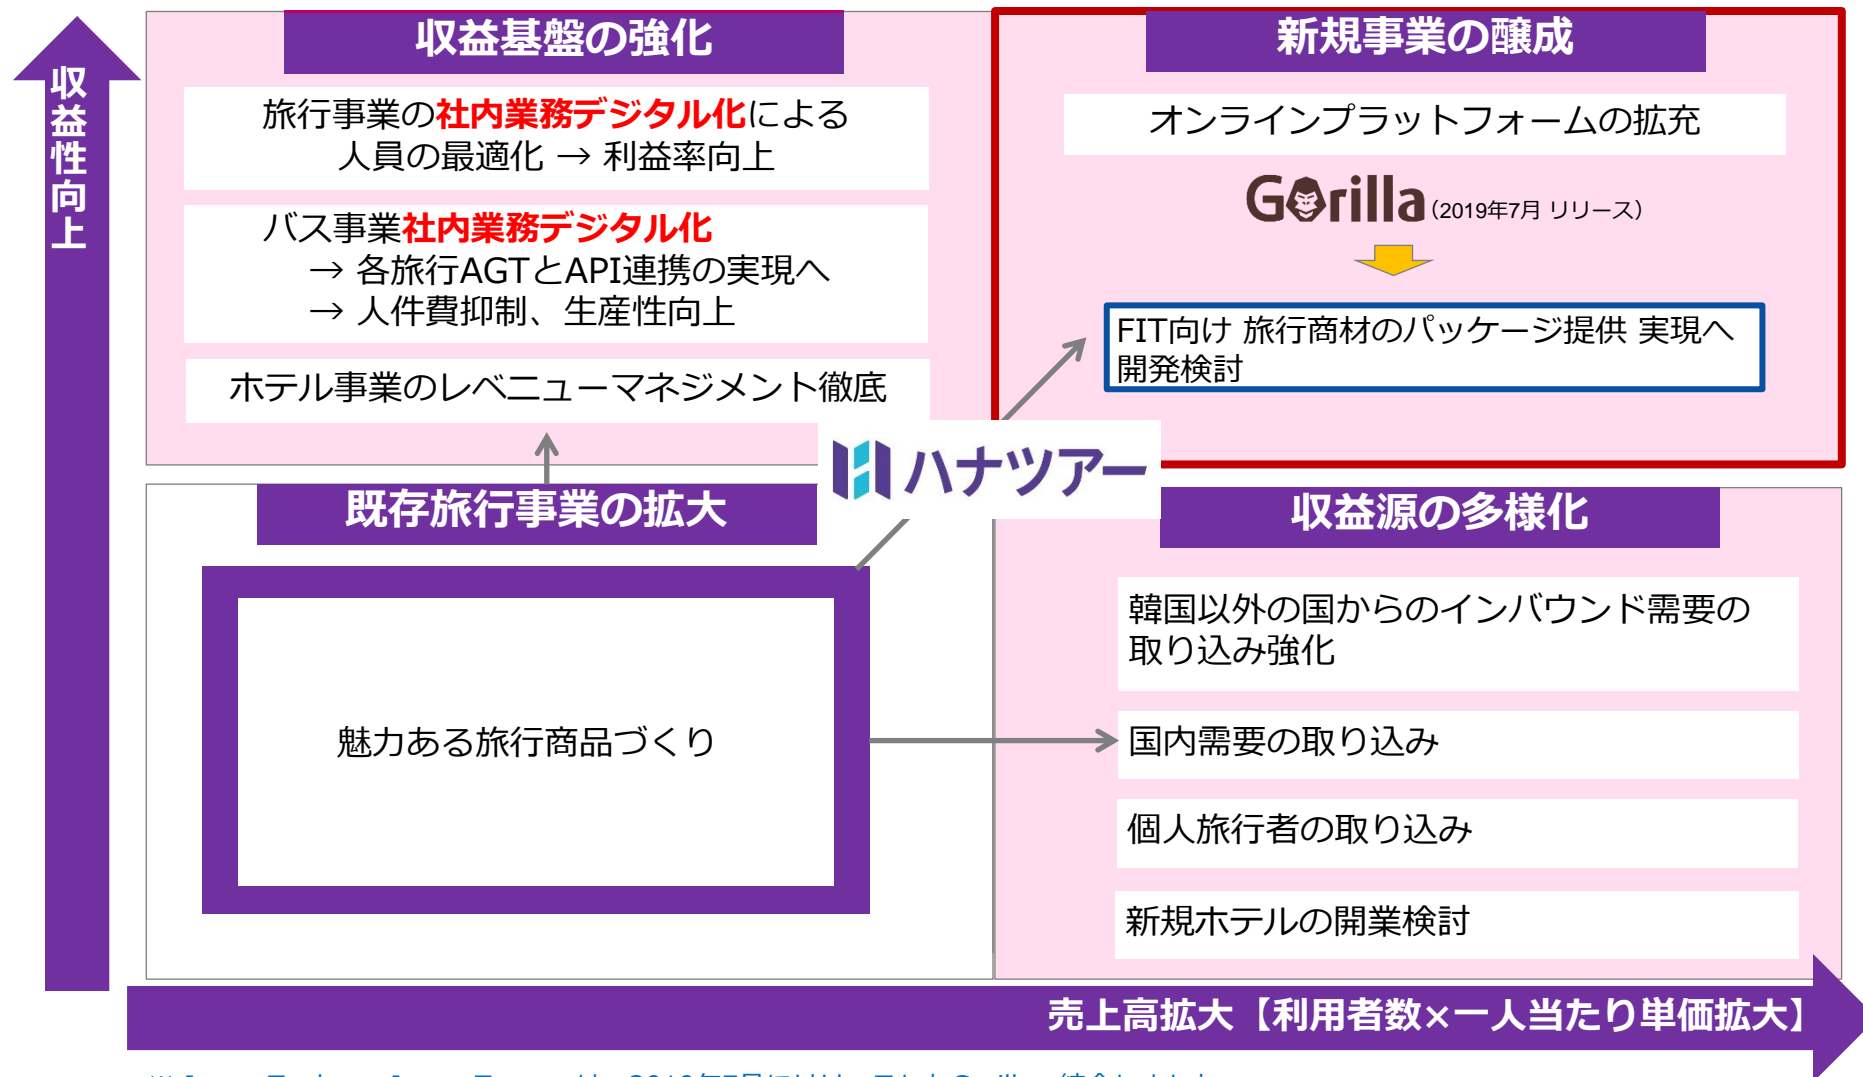 収益性向上
収益基盤の強化
旅行事業の社内業務デジタル化による
人員の最適化 → 利益率向上
バス事業社内業務デジタル化
→ 各旅行AGTとAPI連携の実現へ
→ 人件費抑制、生産性向上
ホテル事業のレベニューマネジメント徹底
新規事業の醸成
オンラインプラットフォームの拡充
Gorilla（2019年7月 リリース）
FIT向け 旅行商材のパッケージ提供 実現へ
開発検討
ハナツアー
既存旅行事業の拡大
魅力ある旅行商品づくり
収益源の多様化
韓国以外の国からのインバウンド需要の
取り込み強化
国内需要の取り込み
個人旅行者の取り込み
新規ホテルの開業検討
売上高拡大【利用者数×一人当たり単価拡大】